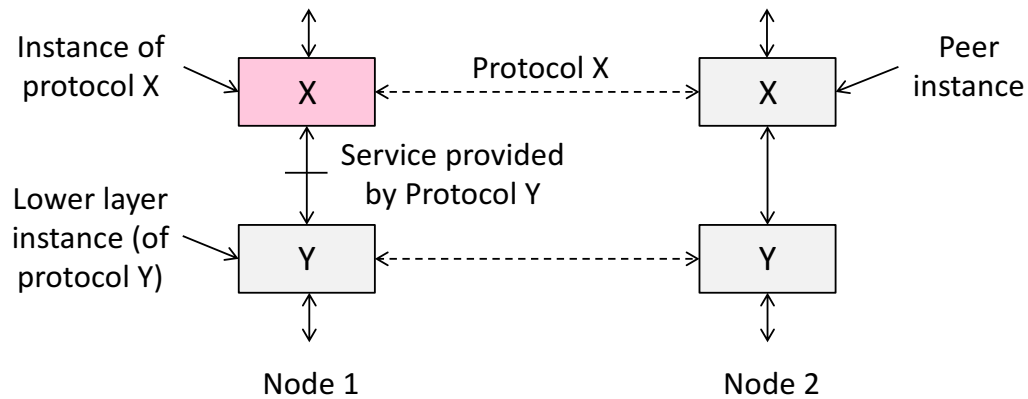 Instance of
protocol X
X
Protocol X
X
Peer
instance
Service provided
by Protocol Y
Lower layer
instance (of
protocol Y)
Y
Y
Node 1
Node 2